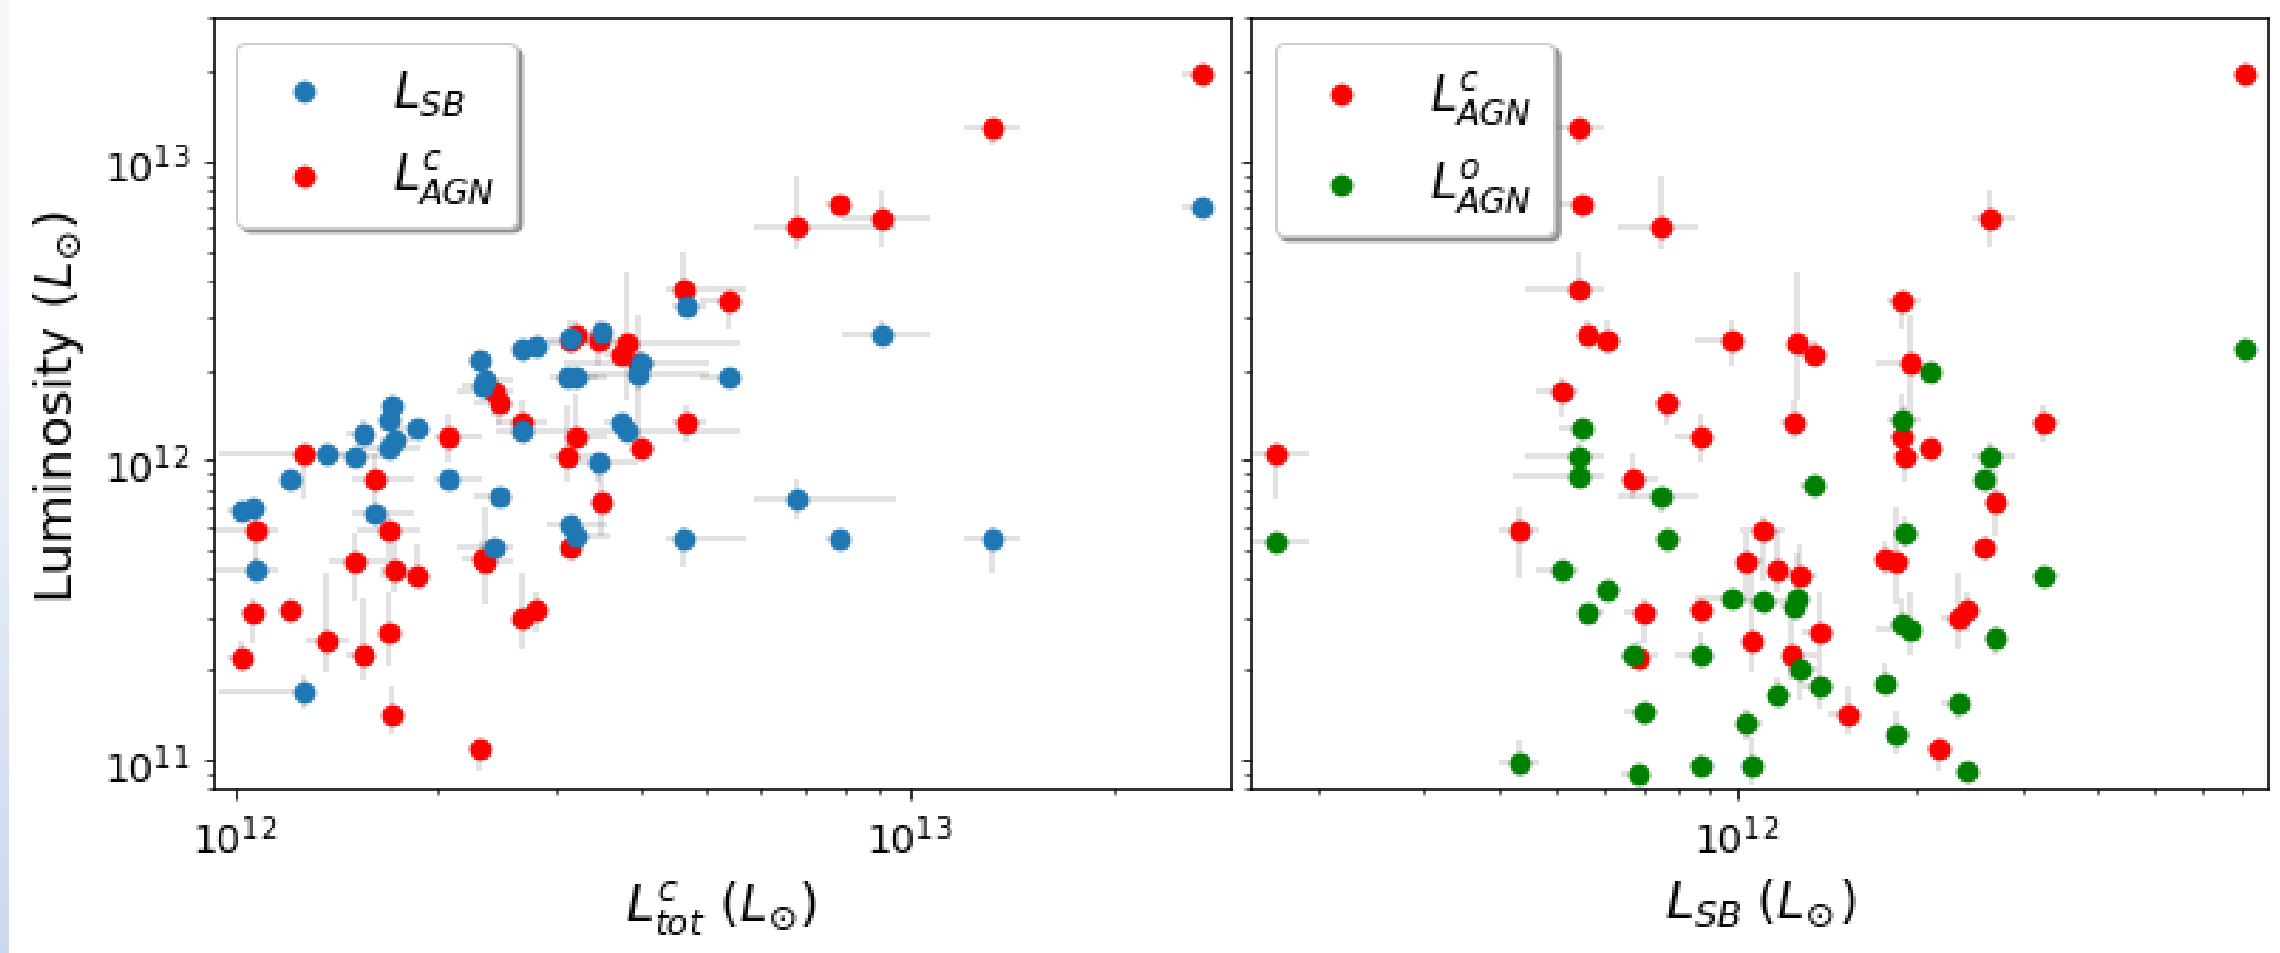 L_SB
L^c_AGN
L^c_AGN
L^o_AGN
Luminosity (L_⊙)
10^13
10^12
10^11
10^12
10^13
10^12
L^c_tot (L_⊙)
L_SB (L_⊙)